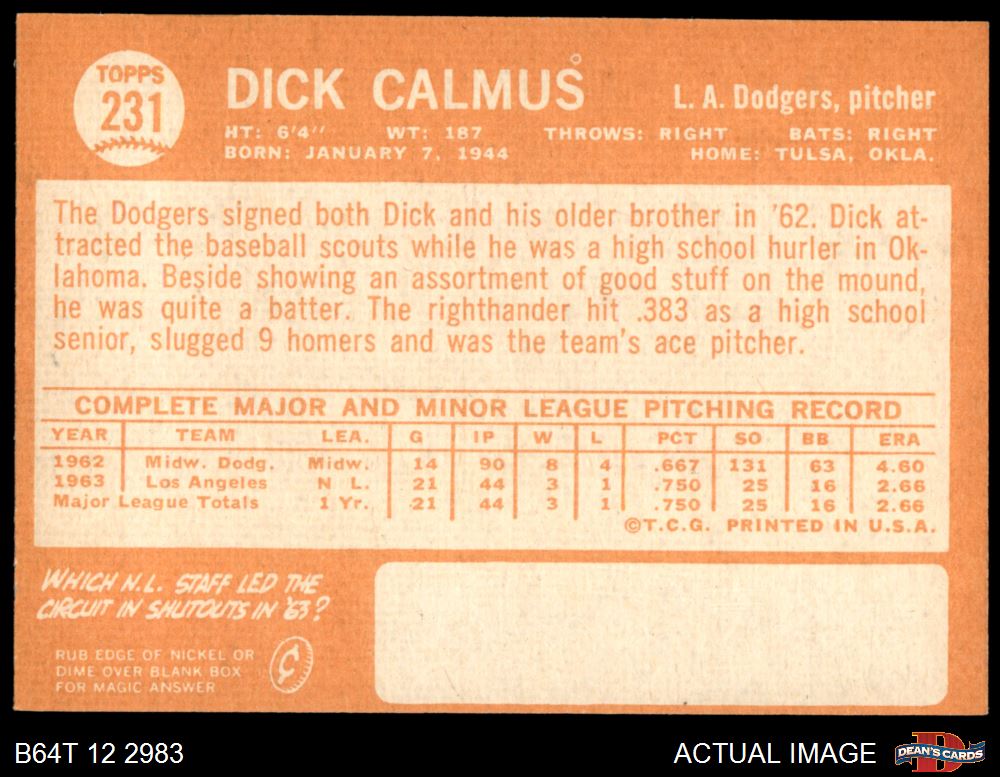 TOPPS
231
DICK CALMUS
L. A. Dodgers, pitcher
HT: 6'4" WT: 187 THROWS: RIGHT BATS: RIGHT
BORN: JANUARY 7, 1944 HOME: TULSA, OKLA.
The Dodgers signed both Dick and his older brother in '62. Dick at-
tracted the baseball scouts while he was a high school hurler in Ok-
lahoma. Beside showing an assortment of good stuff on the mound,
he was quite a batter. The righthander hit .383 as a high school
senior, slugged 9 homers and was the team's ace pitcher.
COMPLETE MAJOR AND MINOR LEAGUE PITCHING RECORD
YEAR TEAM LEA. G IP W L PCT SO BB ERA
1962 Midw. Dodg. Midw. 14 90 8 4 .667 131 63 4.60
1963 Los Angeles N L. 21 44 3 1 .750 25 16 2.66
Major League Totals 1 Yr. 21 44 3 1 .750 25 16 2.66
©T.C.G. PRINTED IN U.S.A.
WHICH N.L. STAFF LED THE
CIRCUIT IN SHUTOUTS IN '63?
RUB EDGE OF NICKEL OR
DIME OVER BLANK BOX
FOR MAGIC ANSWER
¢
B64T 12 2983
ACTUAL IMAGE
D
DEAN'S CARDS